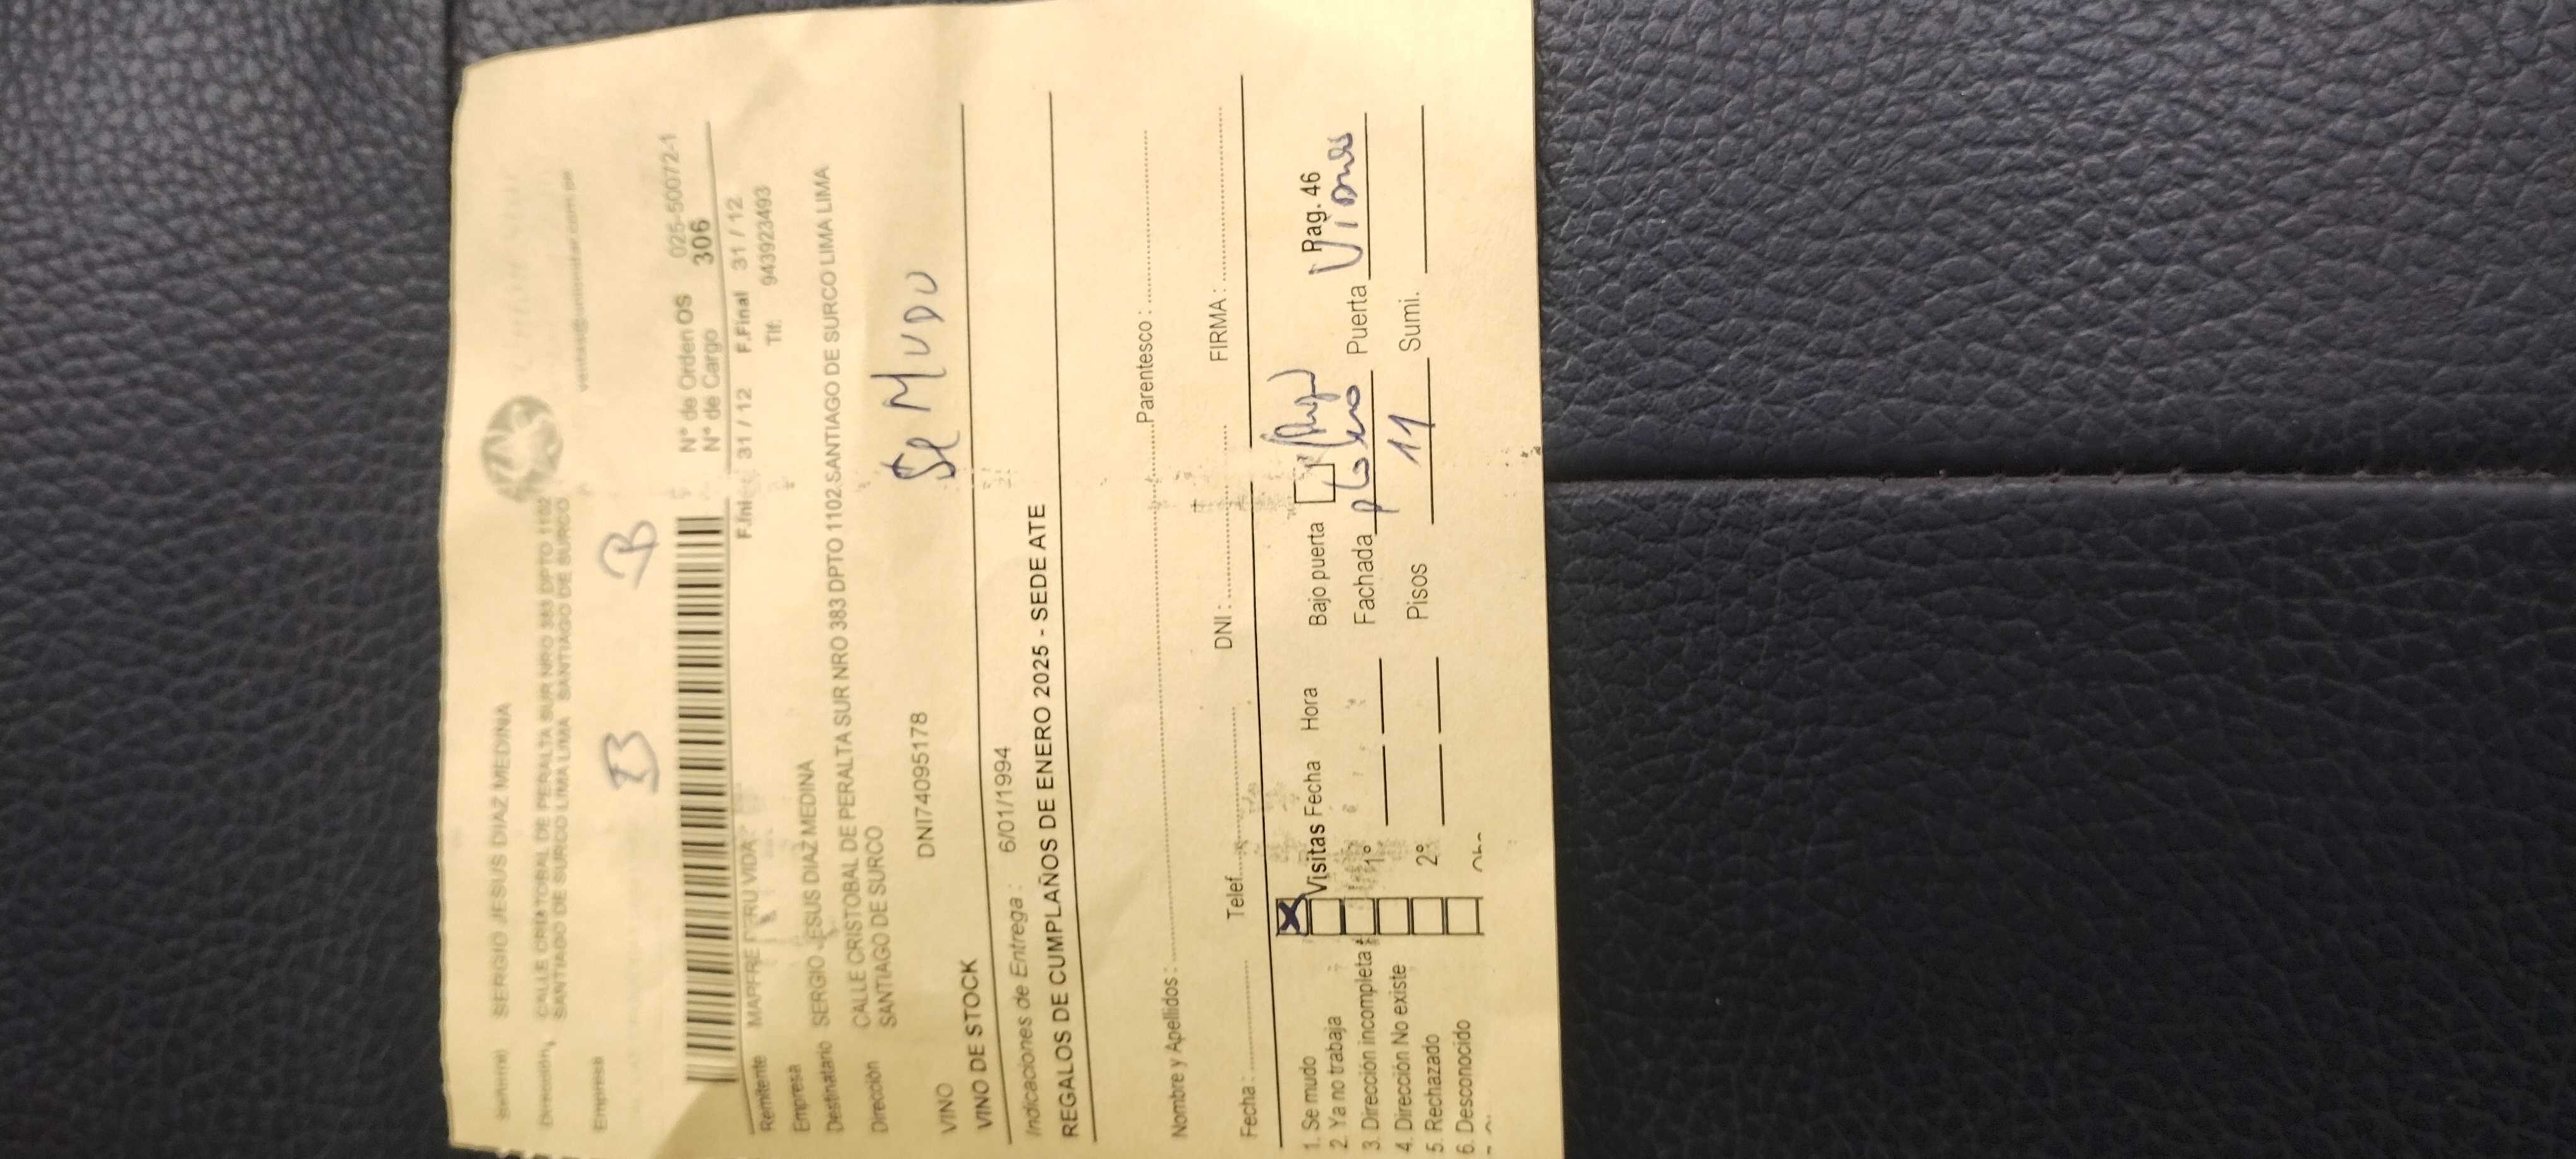 Señor(a) SERGIO JESUS DIAZ MEDINA
Dirección, CALLE CRISTOBAL DE PERALTA SUR NRO 383 DPTO 1102
SANTIAGO DE SURCO LIMA LIMA SANTIAGO DE SURCO
Empresa
B B
Nº de Orden OS 025-50072-1
Nº de Cargo 306
F.Ini 31 / 12 F.Final 31 / 12
Remitente MAPFRE PERU VIDA Tlf: 943923493
Empresa
Destinatario SERGIO JESUS DIAZ MEDINA
Dirección CALLE CRISTOBAL DE PERALTA SUR NRO 383 DPTO 1102 SANTIAGO DE SURCO LIMA LIMA
SANTIAGO DE SURCO
DNI74095178
Se MUDO
VINO
VINO DE STOCK
Indicaciones de Entrega : 6/01/1994
REGALOS DE CUMPLAÑOS DE ENERO 2025 - SEDE ATE
Nombre y Apellidos : Parentesco :
Fecha : Telef. DNI : FIRMA :
1. Se mudo X Visitas Fecha Hora Bajo puerta Pag. 46
2. Ya no trabaja
3. Dirección incompleta 1º Fachada Puerta
4. Dirección No existe
5. Rechazado 2º Pisos 11 Sumi.
6. Desconocido